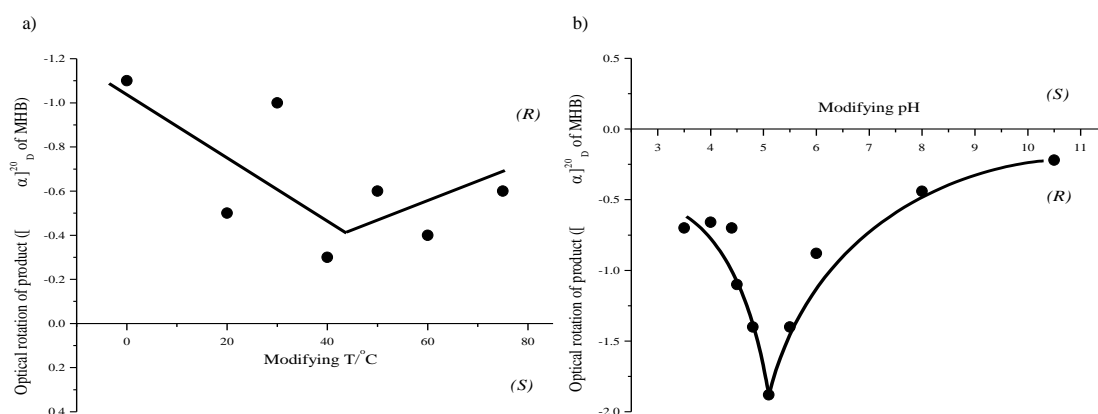 a)
Optical rotation of product ([
α]20D of MHB)
-1.2
-1.0
-0.8
-0.6
-0.4
-0.2
0.0
0.2
0.4
0 20 40 60 80
Modifying T/°C
(R)
(S)
b)
Optical rotation of product ([
α]20D of MHB)
0.5
0.0
-0.5
-1.0
-1.5
-2.0
Modifying pH
3 4 5 6 7 8 9 10 11
(S)
(R)